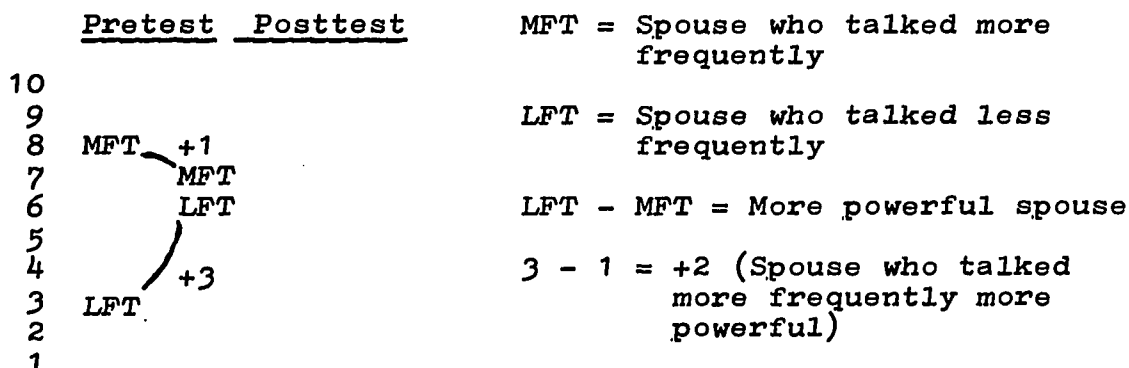 Pretest Posttest
10
9
8 MFT +1
7 MFT
6 LFT
5
4 +3
3 LFT
2
1
MFT = Spouse who talked more
frequently
LFT = Spouse who talked less
frequently
LFT - MFT = More powerful spouse
3 - 1 = +2 (Spouse who talked
more frequently more
powerful)